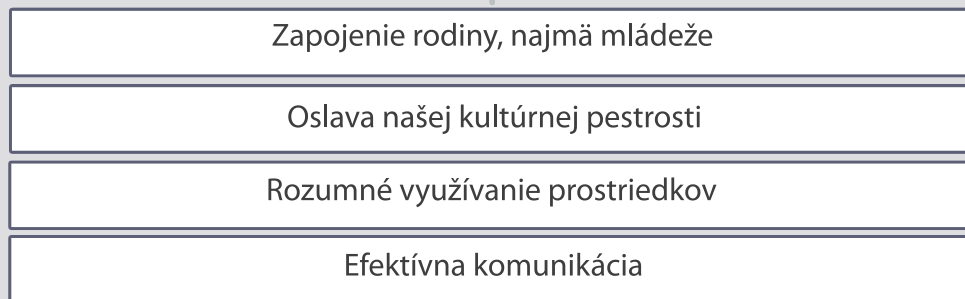 Zapojenie rodiny, najmä mládeže
Oslava našej kultúrnej pestrosti
Rozumné využívanie prostriedkov
Efektívna komunikácia